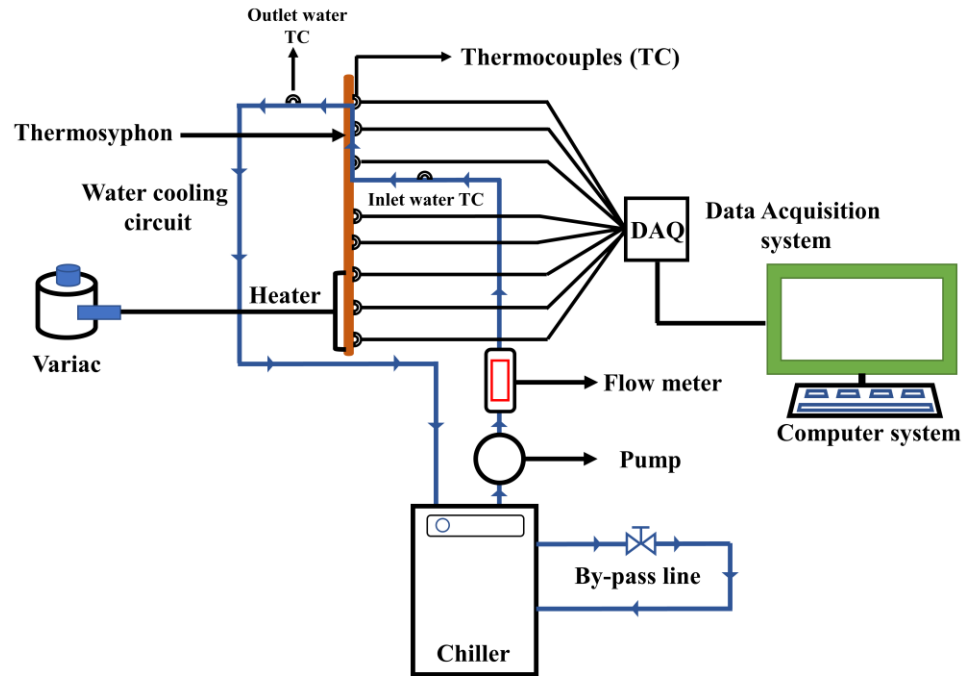 Outlet water
TC
Thermocouples (TC)
Thermosyphon
Water cooling
circuit
Inlet water TC
DAQ
Data Acquisition
system
Heater
Variac
Flow meter
Computer system
Pump
By-pass line
Chiller